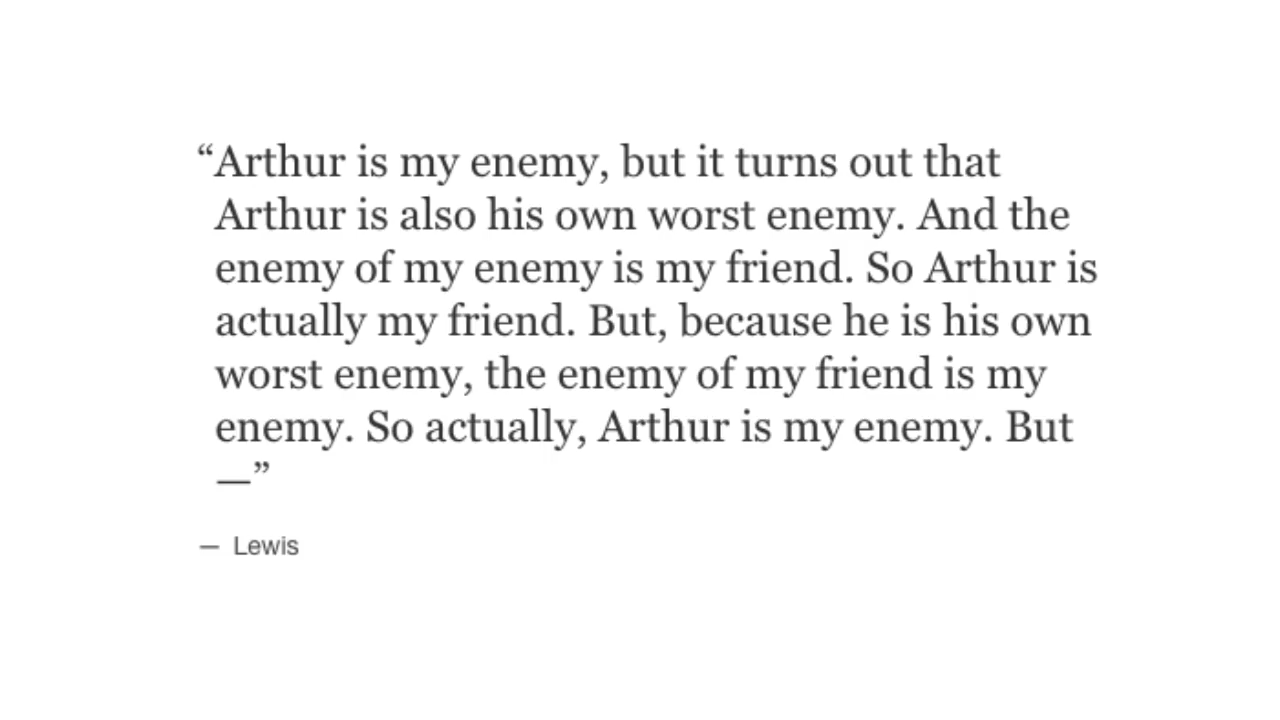 “Arthur is my enemy, but it turns out that
Arthur is also his own worst enemy. And the
enemy of my enemy is my friend. So Arthur is
actually my friend. But, because he is his own
worst enemy, the enemy of my friend is my
enemy. So actually, Arthur is my enemy. But
—”
— Lewis